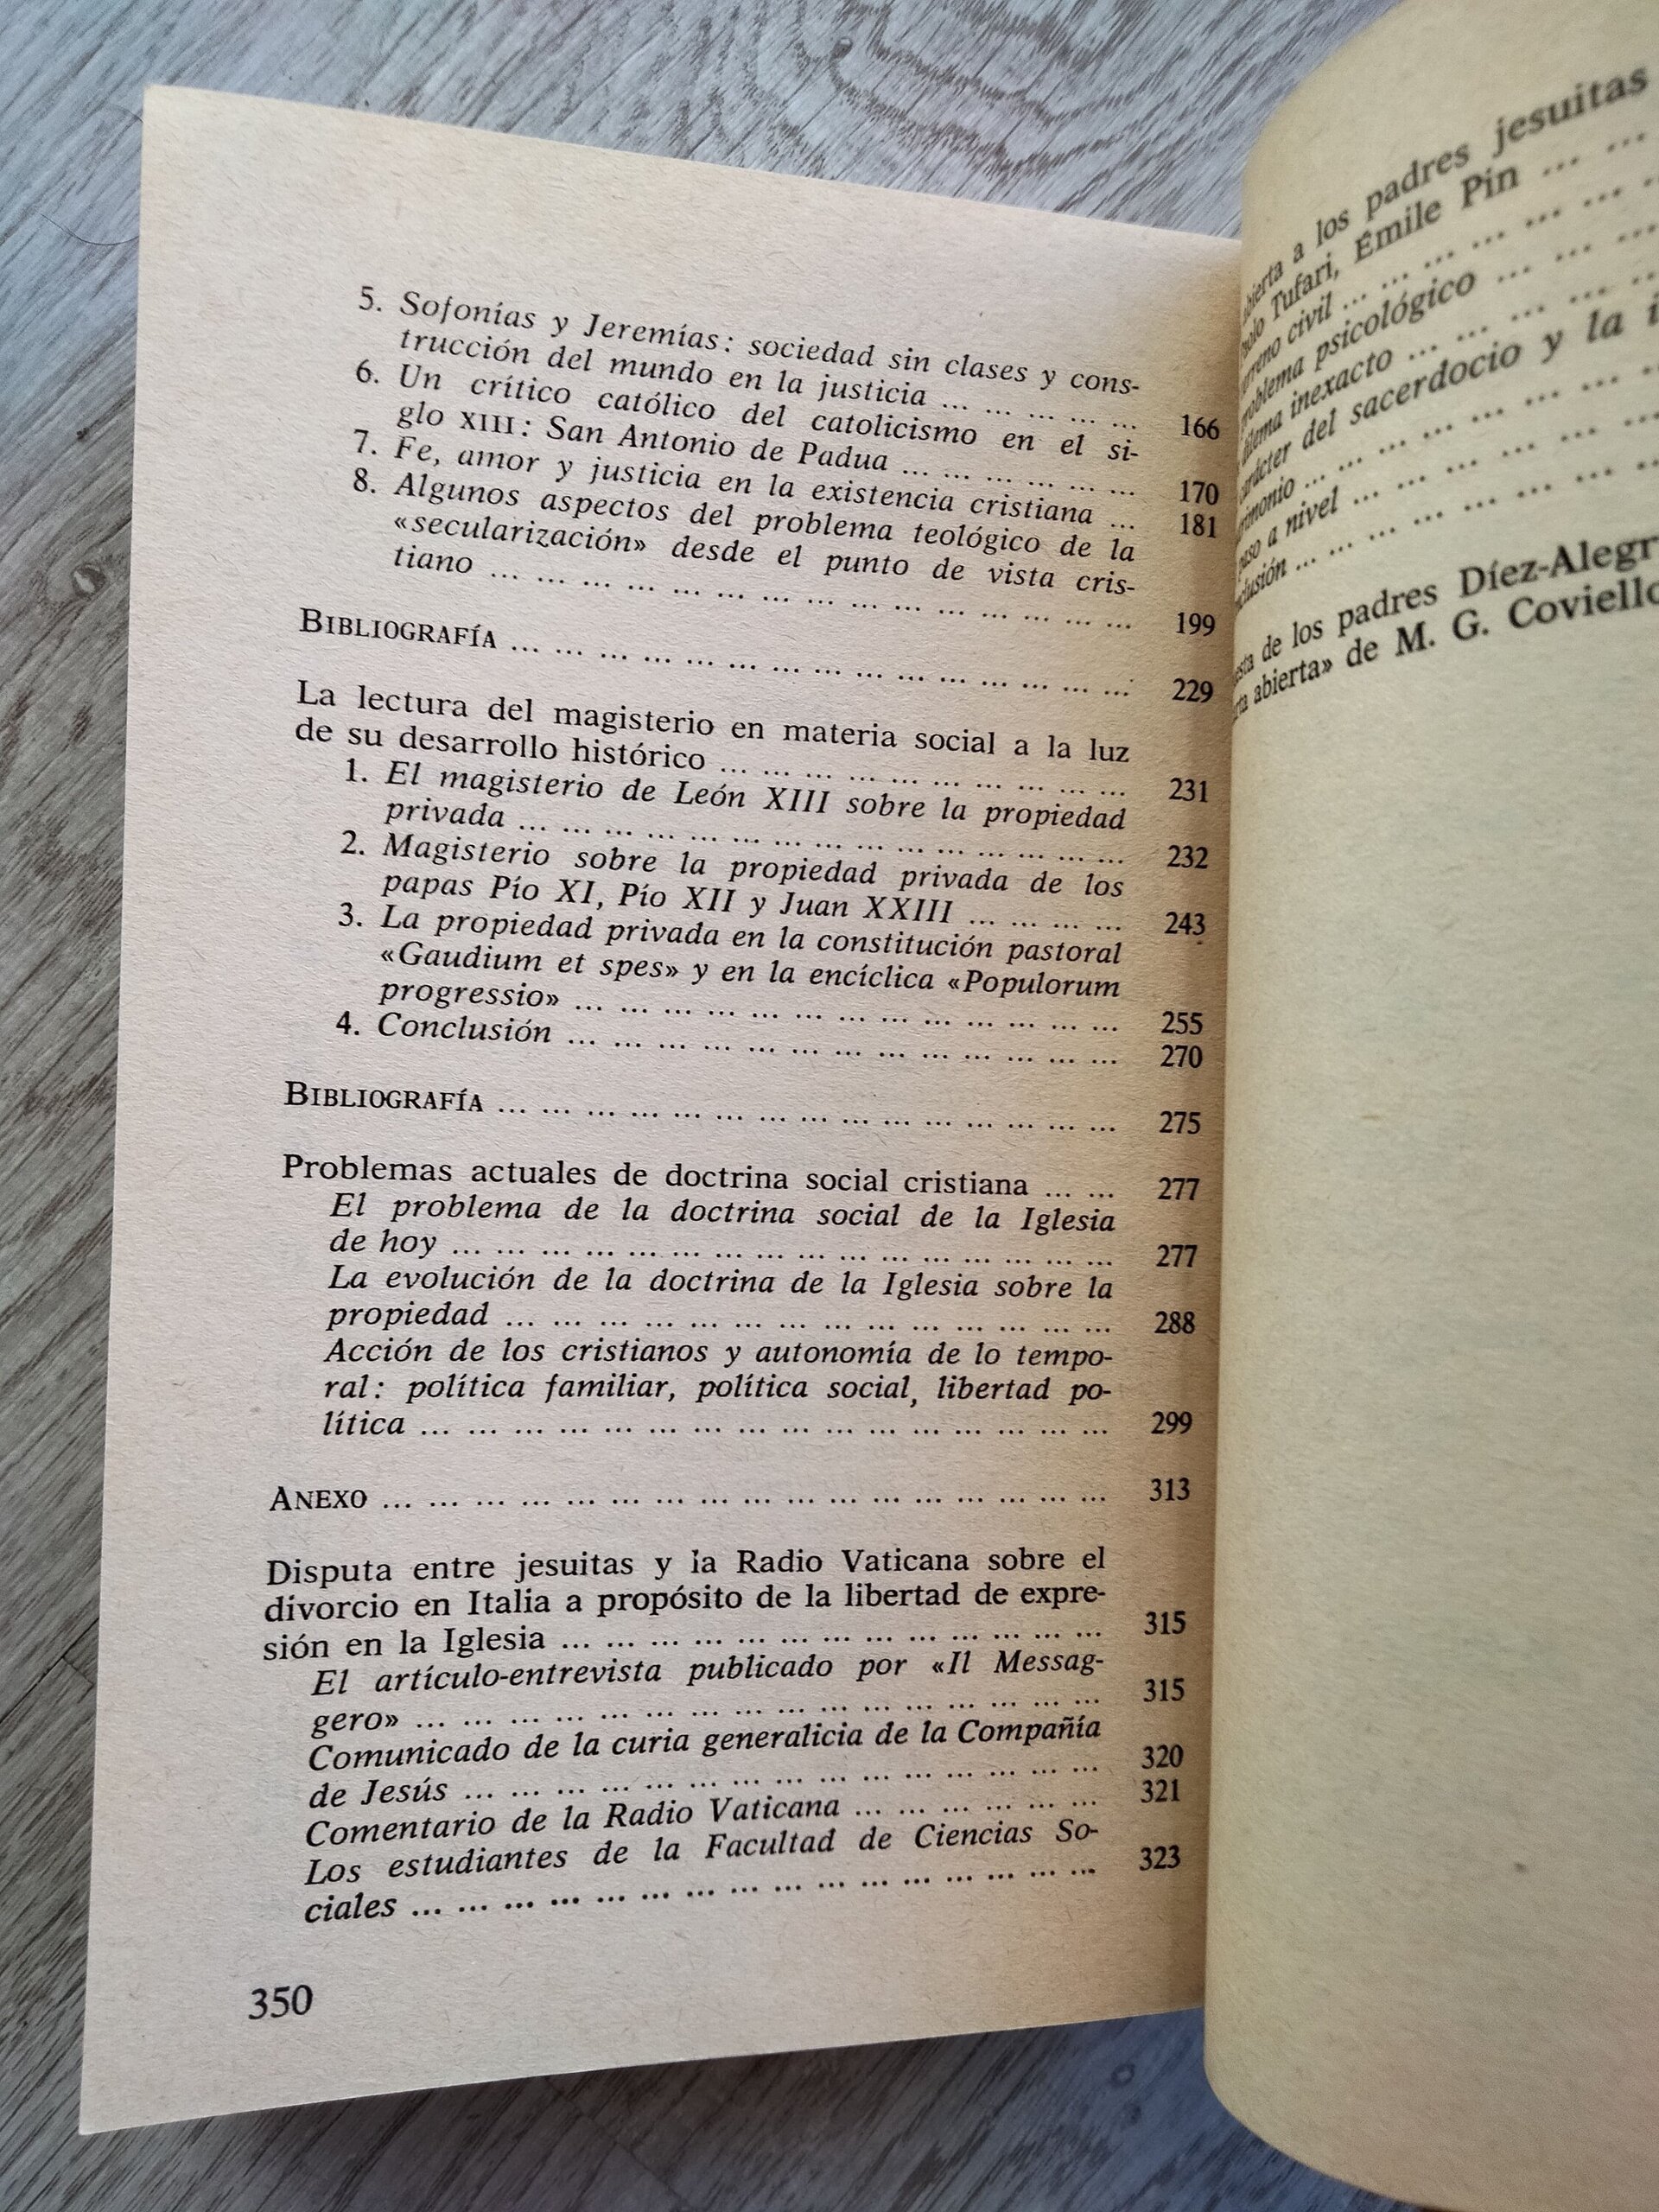 5. Sofonías y Jeremías: sociedad sin clases y cons-
trucción del mundo en la justicia ... ... ... ... ... 166
6. Un crítico católico del catolicismo en el si-
glo XIII: San Antonio de Padua ... ... ... ... ... ... 170
7. Fe, amor y justicia en la existencia cristiana ... 181
8. Algunos aspectos del problema teológico de la
«secularización» desde el punto de vista cris-
tiano ... ... ... ... ... ... ... ... ... ... ... ... ... ... ... 199
BIBLIOGRAFÍA ... ... ... ... ... ... ... ... ... ... ... ... ... ... ... 229
La lectura del magisterio en materia social a la luz
de su desarrollo histórico ... ... ... ... ... ... ... ... ... ... 231
1. El magisterio de León XIII sobre la propiedad
privada ... ... ... ... ... ... ... ... ... ... ... ... ... ... 232
2. Magisterio sobre la propiedad privada de los
papas Pío XI, Pío XII y Juan XXIII ... ... ... ... 243
3. La propiedad privada en la constitución pastoral
«Gaudium et spes» y en la encíclica «Populorum
progressio» ... ... ... ... ... ... ... ... ... ... ... ... ... 255
4. Conclusión ... ... ... ... ... ... ... ... ... ... ... ... ... 270
BIBLIOGRAFÍA ... ... ... ... ... ... ... ... ... ... ... ... ... ... ... 275
Problemas actuales de doctrina social cristiana ... ... 277
El problema de la doctrina social de la Iglesia
de hoy ... ... ... ... ... ... ... ... ... ... ... ... ... ... ... 277
La evolución de la doctrina de la Iglesia sobre la
propiedad ... ... ... ... ... ... ... ... ... ... ... ... ... ... 288
Acción de los cristianos y autonomía de lo tempo-
ral: política familiar, política social, libertad po-
lítica ... ... ... ... ... ... ... ... ... ... ... ... ... ... ... ... 299
ANEXO ... ... ... ... ... ... ... ... ... ... ... ... ... ... ... ... ... 313
Disputa entre jesuitas y la Radio Vaticana sobre el
divorcio en Italia a propósito de la libertad de expre-
sión en la Iglesia ... ... ... ... ... ... ... ... ... ... ... ... ... 315
El artículo-entrevista publicado por «Il Messag-
gero» ... ... ... ... ... ... ... ... ... ... ... ... ... ... ... 315
Comunicado de la curia generalicia de la Compañía
de Jesús ... ... ... ... ... ... ... ... ... ... ... ... ... ... 320
Comentario de la Radio Vaticana ... ... ... ... ... ... 321
Los estudiantes de la Facultad de Ciencias So-
ciales ... ... ... ... ... ... ... ... ... ... ... ... ... ... ... 323
350
a los padres jesuitas
Tufari, Émile Pin ... ...
civil ... ... ... ... ... ... ...
psicológico ... ... ...
inexacto ... ... ... ... ... ...
del sacerdocio y la
... ... ... ... ... ... ... ...
paso a nivel ... ... ... ... ... ...
... ... ... ... ... ... ... ...
de los padres Díez-Alegr
abierta» de M. G. Coviello